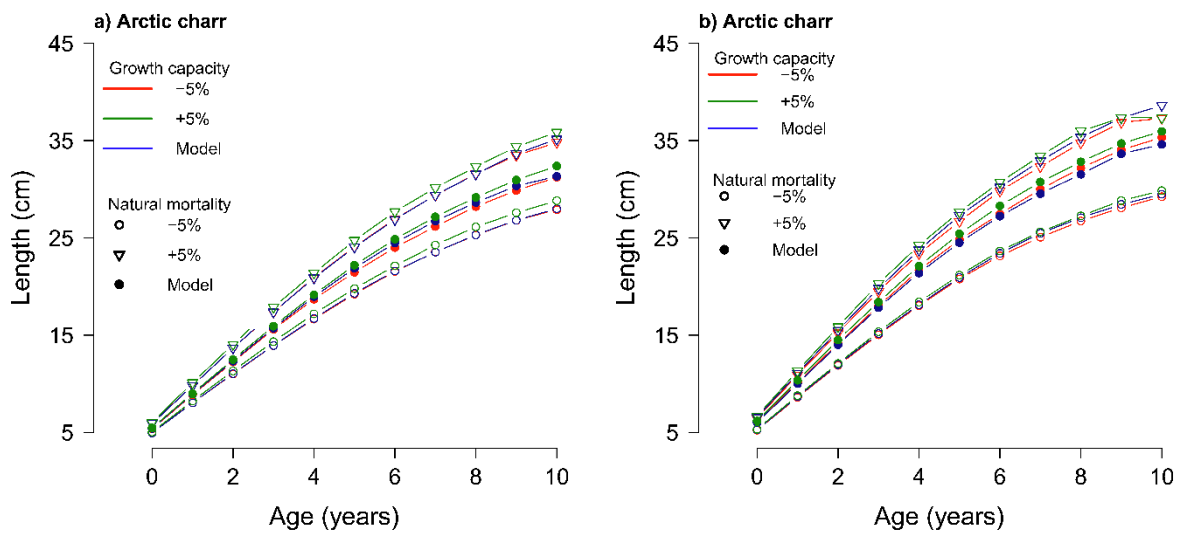 a) Arctic charr
45
35
25
15
5
Length (cm)
Growth capacity
−5%
+5%
Model
Natural mortality
−5%
+5%
Model
0 2 4 6 8 10
Age (years)
b) Arctic charr
45
35
25
15
5
Length (cm)
Growth capacity
−5%
+5%
Model
Natural mortality
−5%
+5%
Model
0 2 4 6 8 10
Age (years)